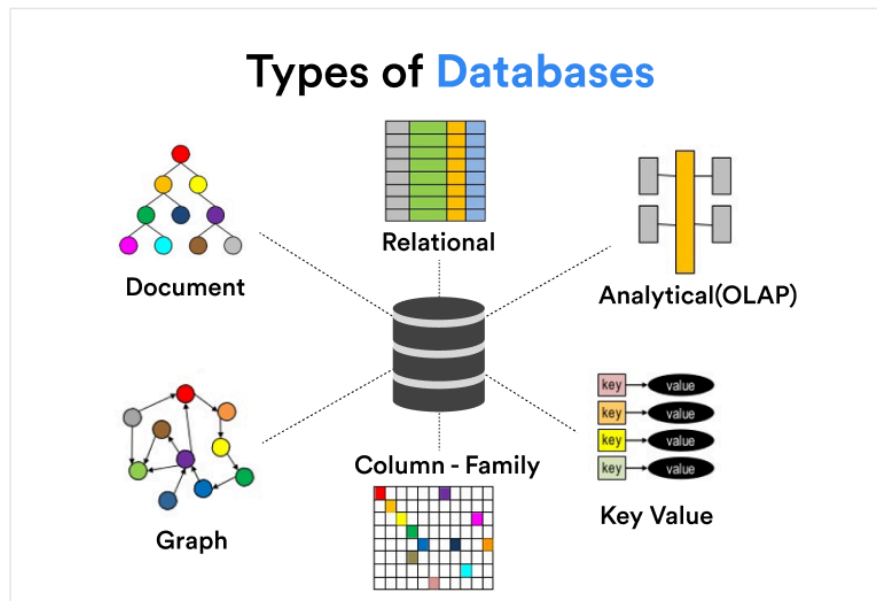 Types of Databases
Document
Relational
Analytical(OLAP)
Graph
Column - Family
key value
key value
key value
key value
Key Value